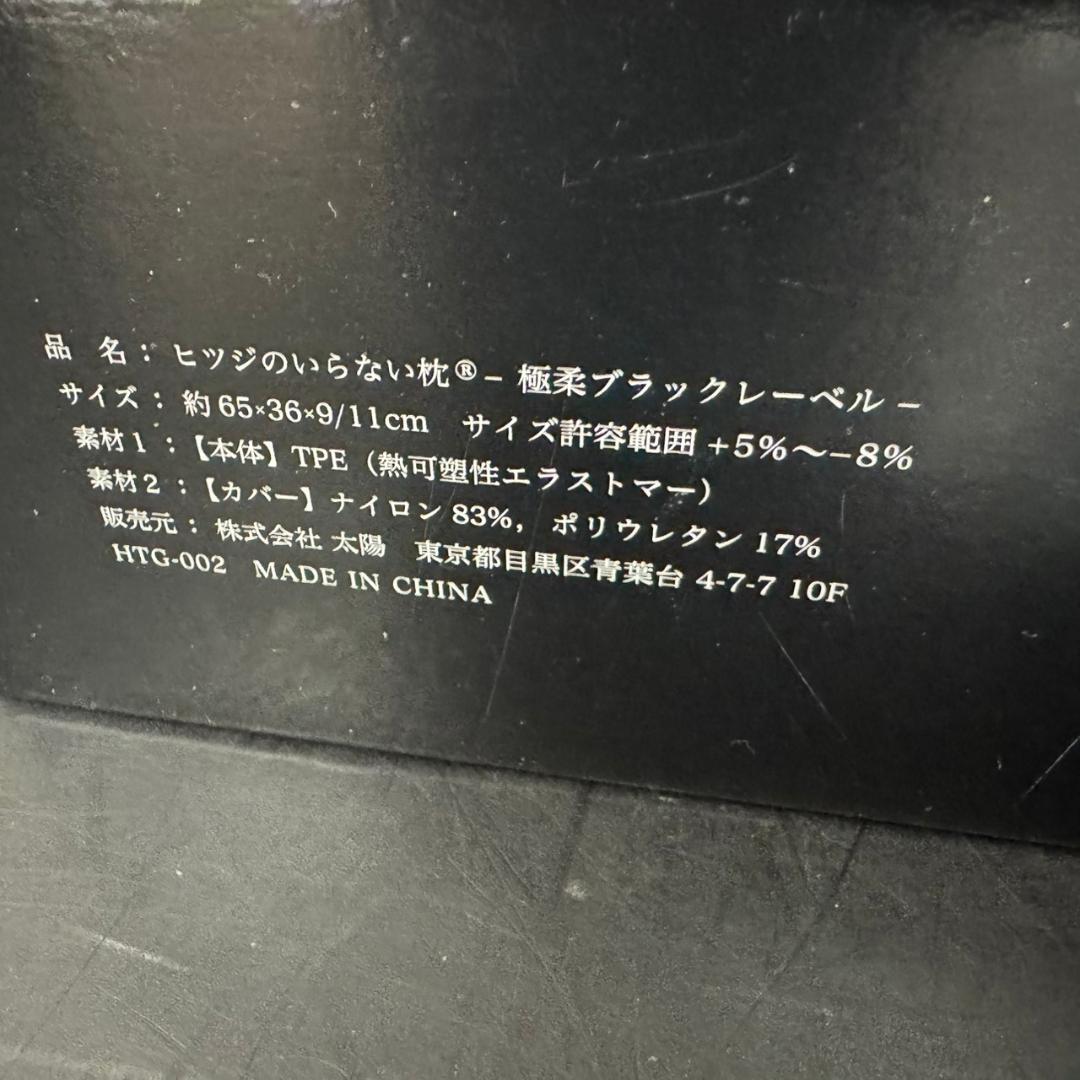 品　名：ヒツジのいらない枕® – 極柔ブラックレーベル –
サイズ：約65×36×9/11cm　サイズ許容範囲 +5%〜−8%
素材1：【本体】TPE（熱可塑性エラストマー）
素材2：【カバー】ナイロン 83%, ポリウレタン 17%
販売元：株式会社 太陽　東京都目黒区青葉台 4-7-7 10F
HTG-002　MADE IN CHINA